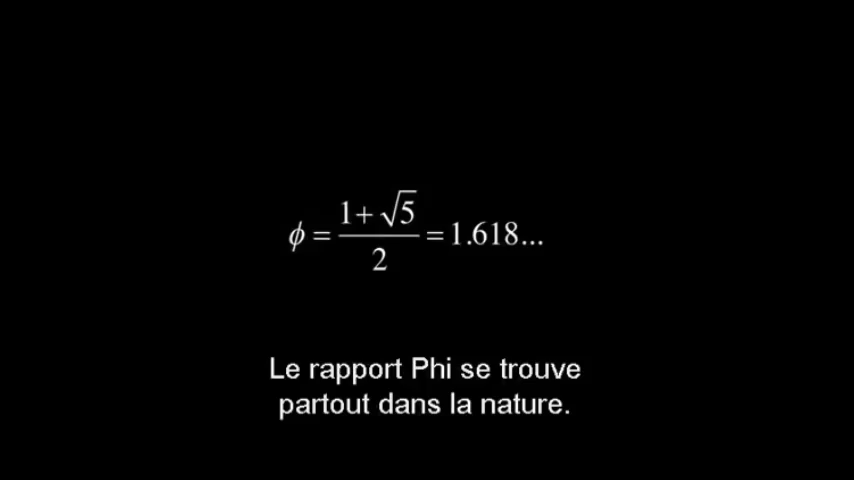 ϕ = (1+√5)/2 = 1.618...
Le rapport Phi se trouve
partout dans la nature.